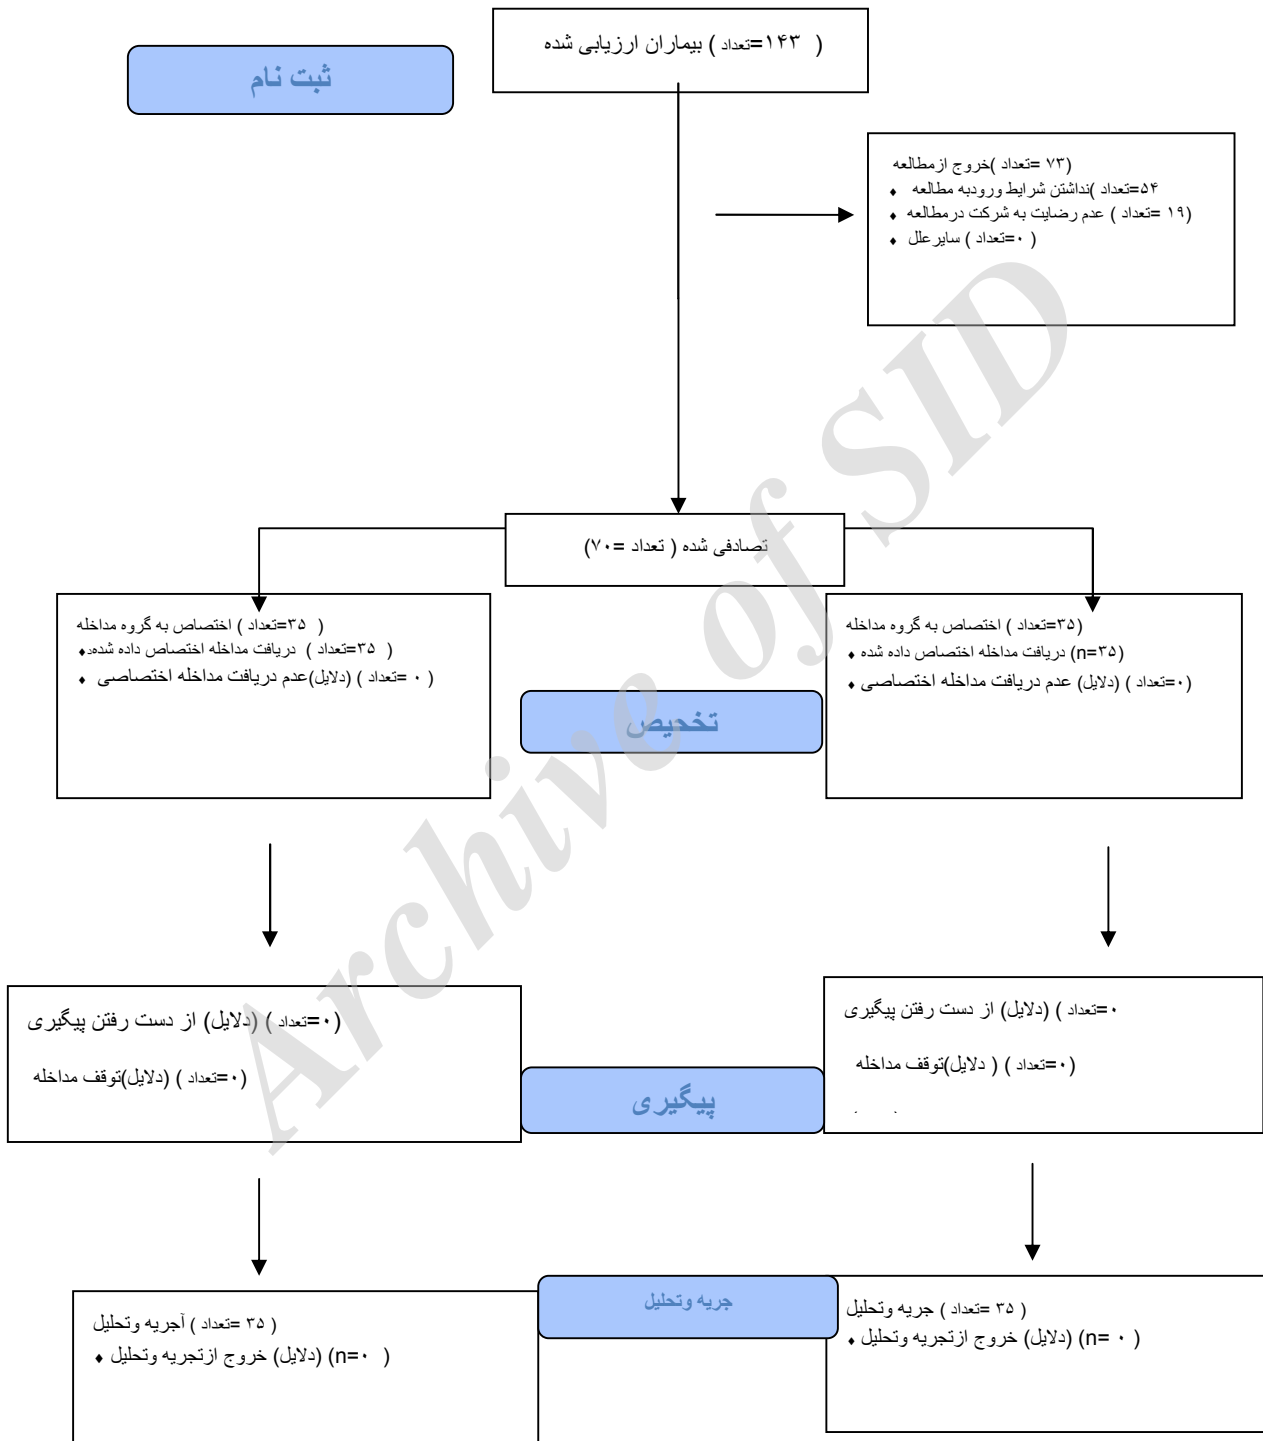 بیماران ارزیابی شده ( تعداد=۱۴۳ )
ثبت نام
خروج ازمطالعه( تعداد= ۷۳)
♦ نداشتن شرایط ورودبه مطالعه( تعداد=۵۴
♦ عدم رضایت به شرکت درمطالعه ( تعداد= ۱۹)
♦ سایرعلل ( تعداد=۰ )
تصادفی شده ( تعداد =۷۰)
اختصاص به گروه مداخله ( تعداد=۳۵)
♦ دریافت مداخله اختصاص داده شده (n=۳۵)
♦ عدم دریافت مداخله اختصاصی (دلایل) ( تعداد=۰)
اختصاص به گروه مداخله ( تعداد=۳۵ )
♦دریافت مداخله اختصاص داده شده ( تعداد=۳۵ )
♦ عدم دریافت مداخله اختصاصی(دلایل) ( تعداد= ۰ )
تخحیص
از دست رفتن پیگیری (دلایل) ( تعداد=۰
توقف مداخله(دلایل ) ( تعداد=۰)
از دست رفتن پیگیری (دلایل) ( تعداد=۰)
توقف مداخله(دلایل) ( تعداد=۰)
پیگیری
جریه وتحلیل
جریه وتحلیل ( تعداد= ۳۵ )
♦ خروج ازتجریه وتحلیل (دلایل) (n= ۰ )
آجریه وتحلیل ( تعداد= ۳۵ )
♦ خروج ازتجریه وتحلیل (دلایل) (n=۰ )
Archive of SID